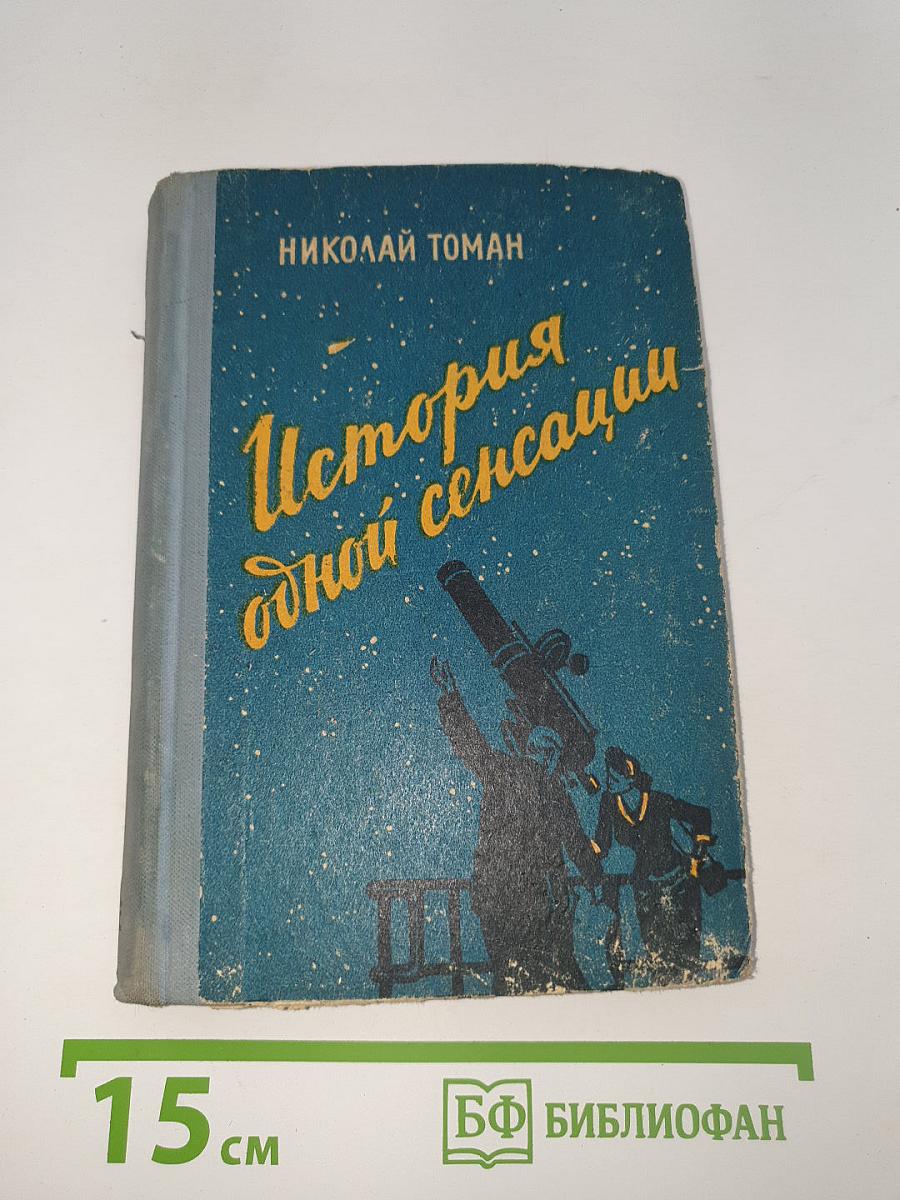 НИКОЛАЙ ТОМАН
История
одной сенсации
15 см
БФ БИБЛИОФАН